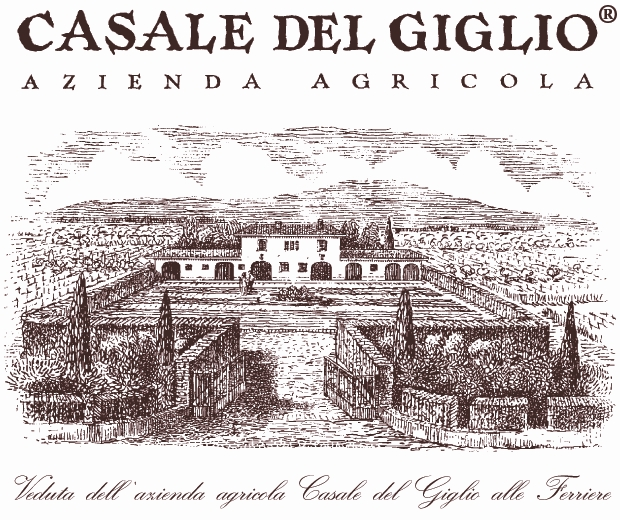 CASALE DEL GIGLIO®
AZIENDA AGRICOLA
Veduta dell'azienda agricola Casale del Giglio alle Ferriere